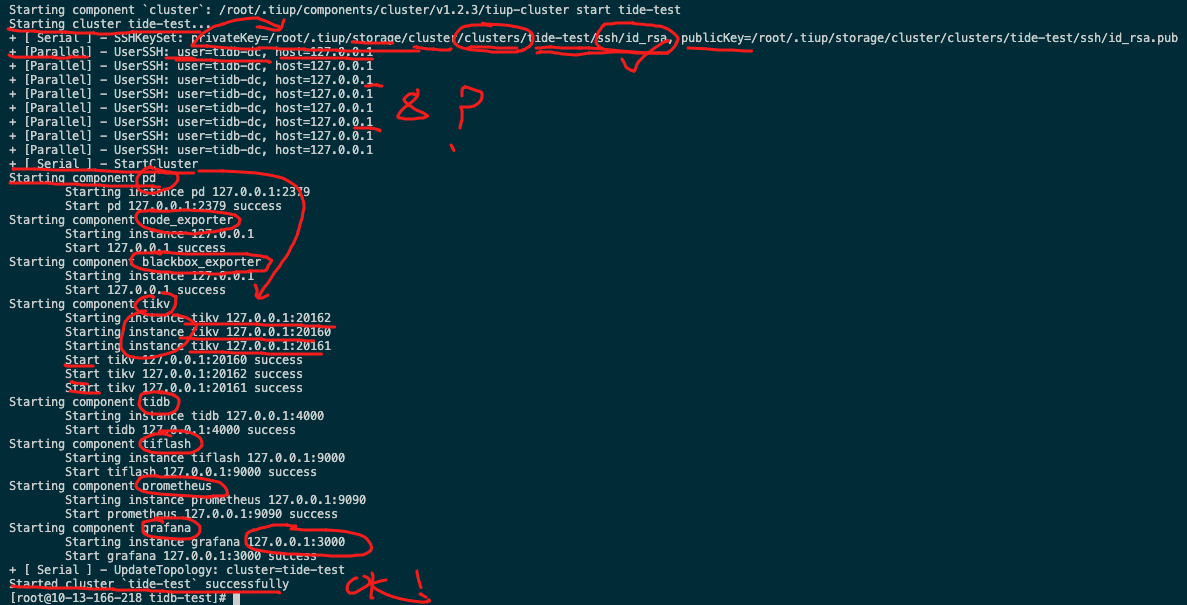 Starting component `cluster`: /root/.tiup/components/cluster/v1.2.3/tiup-cluster start tide-test
Starting cluster tide-test...
+ [ Serial ] - SSHKeySet: privateKey=/root/.tiup/storage/cluster/clusters/tide-test/ssh/id_rsa, publicKey=/root/.tiup/storage/cluster/clusters/tide-test/ssh/id_rsa.pub
+ [Parallel] - UserSSH: user=tidb-dc, host=127.0.0.1
+ [Parallel] - UserSSH: user=tidb-dc, host=127.0.0.1
+ [Parallel] - UserSSH: user=tidb-dc, host=127.0.0.1
+ [Parallel] - UserSSH: user=tidb-dc, host=127.0.0.1
+ [Parallel] - UserSSH: user=tidb-dc, host=127.0.0.1
+ [Parallel] - UserSSH: user=tidb-dc, host=127.0.0.1
+ [Parallel] - UserSSH: user=tidb-dc, host=127.0.0.1
+ [Parallel] - UserSSH: user=tidb-dc, host=127.0.0.1
& ?
+ [ Serial ] - StartCluster
Starting component pd
Starting instance pd 127.0.0.1:2379
Start pd 127.0.0.1:2379 success
Starting component node_exporter
Starting instance 127.0.0.1
Start 127.0.0.1 success
Starting component blackbox_exporter
Starting instance 127.0.0.1
Start 127.0.0.1 success
Starting component tikv
Starting instance tikv 127.0.0.1:20162
Starting instance tikv 127.0.0.1:20160
Starting instance tikv 127.0.0.1:20161
Start tikv 127.0.0.1:20160 success
Start tikv 127.0.0.1:20162 success
Start tikv 127.0.0.1:20161 success
Starting component tidb
Starting instance tidb 127.0.0.1:4000
Start tidb 127.0.0.1:4000 success
Starting component tiflash
Starting instance tiflash 127.0.0.1:9000
Start tiflash 127.0.0.1:9000 success
Starting component prometheus
Starting instance prometheus 127.0.0.1:9090
Start prometheus 127.0.0.1:9090 success
Starting component grafana
Starting instance grafana 127.0.0.1:3000
Start grafana 127.0.0.1:3000 success
+ [ Serial ] - UpdateTopology: cluster=tide-test
Started cluster `tide-test` successfully
OK!
[root@10-13-166-218 tidb-test]#